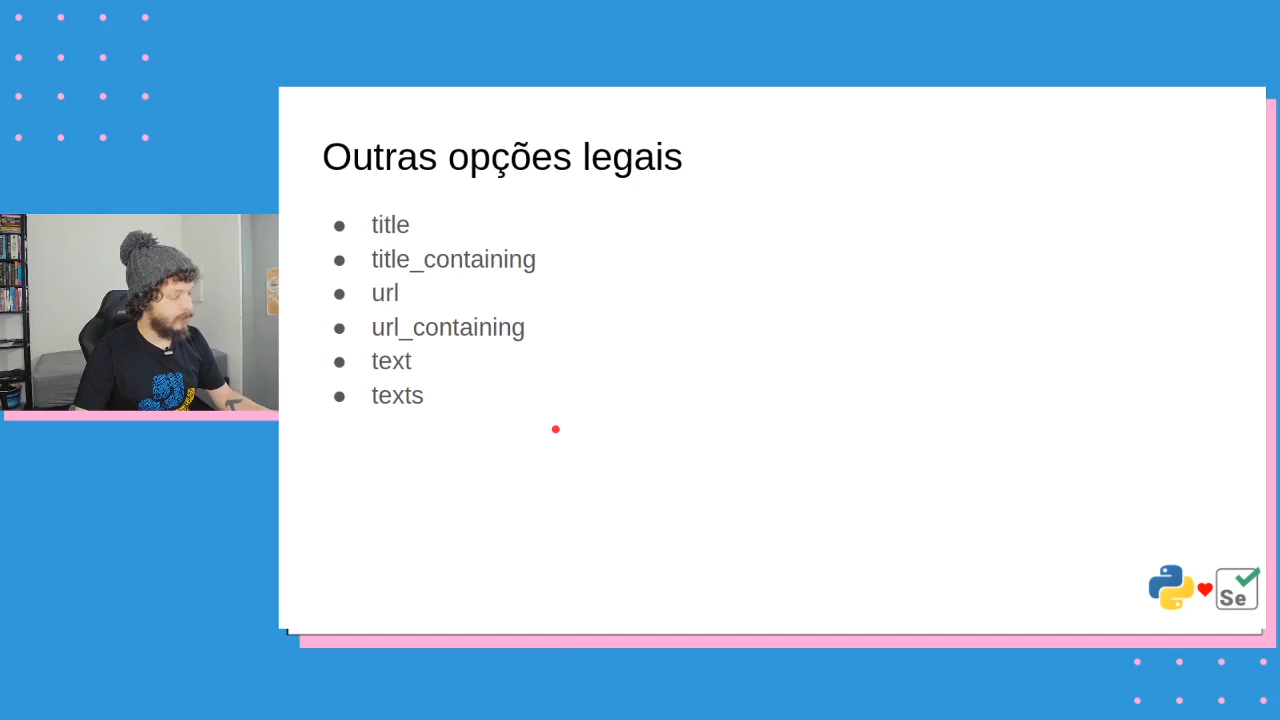 Outras opções legais
● title
● title_containing
● url
● url_containing
● text
● texts
Se